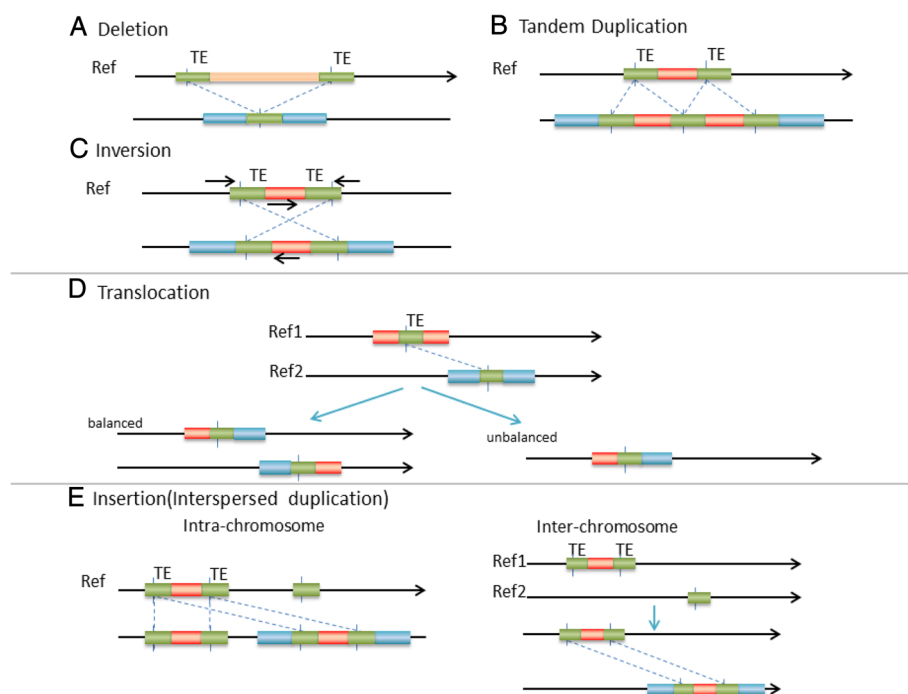 A Deletion
TE TE
Ref
B Tandem Duplication
TE TE
Ref
C Inversion
TE TE
Ref
D Translocation
TE
Ref1
Ref2
balanced
unbalanced
E Insertion(Interspersed duplication)
Intra-chromosome
TE TE
Ref
Inter-chromosome
Ref1
TE TE
Ref2